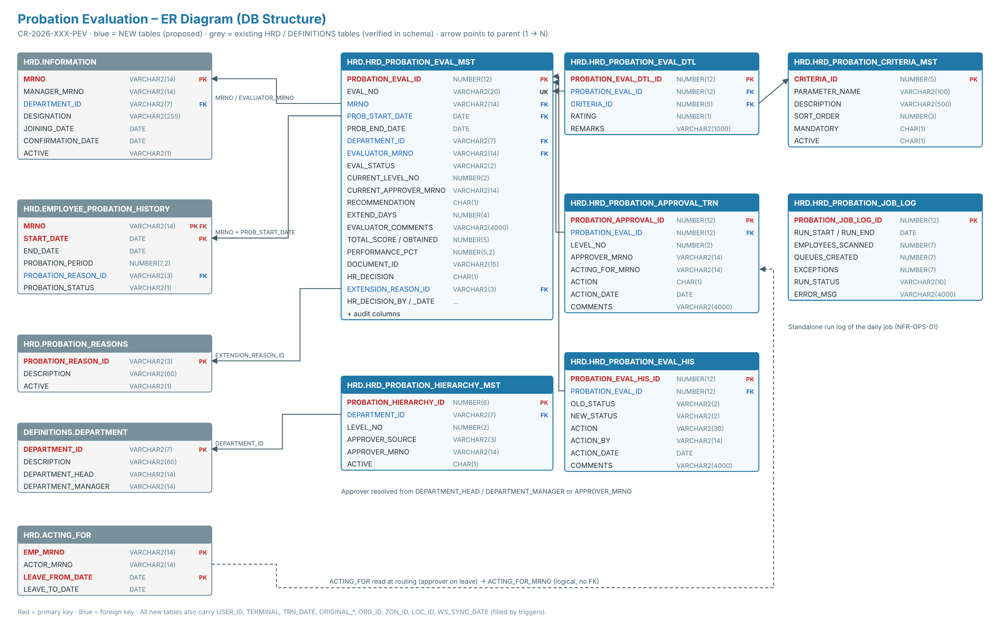 Probation Evaluation – ER Diagram (DB Structure)
CR-2026-XXX-PEV · blue = NEW tables (proposed) · grey = existing HRD / DEFINITIONS tables (verified in schema) · arrow points to parent (1 → N)
HRD.INFORMATION
MRNO VARCHAR2(14) PK
MANAGER_MRNO VARCHAR2(14)
DEPARTMENT_ID VARCHAR2(7) FK
DESIGNATION VARCHAR2(255)
JOINING_DATE DATE
CONFIRMATION_DATE DATE
ACTIVE VARCHAR2(1)
MRNO / EVALUATOR_MRNO
HRD.EMPLOYEE_PROBATION_HISTORY
MRNO VARCHAR2(14) PK FK
START_DATE DATE PK
END_DATE DATE
PROBATION_PERIOD NUMBER(7,2)
PROBATION_REASON_ID VARCHAR2(3) FK
PROBATION_STATUS VARCHAR2(1)
MRNO + PROB_START_DATE
HRD.PROBATION_REASONS
PROBATION_REASON_ID VARCHAR2(3) PK
DESCRIPTION VARCHAR2(60)
ACTIVE VARCHAR2(1)
EXTENSION_REASON_ID
DEFINITIONS.DEPARTMENT
DEPARTMENT_ID VARCHAR2(7) PK
DESCRIPTION VARCHAR2(60)
DEPARTMENT_HEAD VARCHAR2(14)
DEPARTMENT_MANAGER VARCHAR2(14)
DEPARTMENT_ID
HRD.ACTING_FOR
EMP_MRNO VARCHAR2(14) PK
ACTOR_MRNO VARCHAR2(14)
LEAVE_FROM_DATE DATE PK
LEAVE_TO_DATE DATE
HRD.HRD_PROBATION_EVAL_MST
PROBATION_EVAL_ID NUMBER(12) PK
EVAL_NO VARCHAR2(20) UK
MRNO VARCHAR2(14) FK
PROB_START_DATE DATE FK
PROB_END_DATE DATE
DEPARTMENT_ID VARCHAR2(7) FK
EVALUATOR_MRNO VARCHAR2(14) FK
EVAL_STATUS VARCHAR2(2)
CURRENT_LEVEL_NO NUMBER(2)
CURRENT_APPROVER_MRNO VARCHAR2(14)
RECOMMENDATION CHAR(1)
EXTEND_DAYS NUMBER(4)
EVALUATOR_COMMENTS VARCHAR2(4000)
TOTAL_SCORE / OBTAINED NUMBER(5)
PERFORMANCE_PCT NUMBER(5,2)
DOCUMENT_ID VARCHAR2(15)
HR_DECISION CHAR(1)
EXTENSION_REASON_ID VARCHAR2(3) FK
HR_DECISION_BY / _DATE ...
+ audit columns
HRD.HRD_PROBATION_HIERARCHY_MST
PROBATION_HIERARCHY_ID NUMBER(6) PK
DEPARTMENT_ID VARCHAR2(7) FK
LEVEL_NO NUMBER(2)
APPROVER_SOURCE VARCHAR2(3)
APPROVER_MRNO VARCHAR2(14)
ACTIVE CHAR(1)
Approver resolved from DEPARTMENT_HEAD / DEPARTMENT_MANAGER or APPROVER_MRNO
HRD.HRD_PROBATION_EVAL_DTL
PROBATION_EVAL_DTL_ID NUMBER(12) PK
PROBATION_EVAL_ID NUMBER(12) FK
CRITERIA_ID NUMBER(5) FK
RATING NUMBER(1)
REMARKS VARCHAR2(1000)
HRD.HRD_PROBATION_APPROVAL_TRN
PROBATION_APPROVAL_ID NUMBER(12) PK
PROBATION_EVAL_ID NUMBER(12) FK
LEVEL_NO NUMBER(2)
APPROVER_MRNO VARCHAR2(14)
ACTING_FOR_MRNO VARCHAR2(14)
ACTION CHAR(1)
ACTION_DATE DATE
COMMENTS VARCHAR2(4000)
HRD.HRD_PROBATION_EVAL_HIS
PROBATION_EVAL_HIS_ID NUMBER(12) PK
PROBATION_EVAL_ID NUMBER(12) FK
OLD_STATUS VARCHAR2(2)
NEW_STATUS VARCHAR2(2)
ACTION VARCHAR2(30)
ACTION_BY VARCHAR2(14)
ACTION_DATE DATE
COMMENTS VARCHAR2(4000)
HRD.HRD_PROBATION_CRITERIA_MST
CRITERIA_ID NUMBER(5) PK
PARAMETER_NAME VARCHAR2(100)
DESCRIPTION VARCHAR2(500)
SORT_ORDER NUMBER(3)
MANDATORY CHAR(1)
ACTIVE CHAR(1)
HRD.HRD_PROBATION_JOB_LOG
PROBATION_JOB_LOG_ID NUMBER(12) PK
RUN_START / RUN_END DATE
EMPLOYEES_SCANNED NUMBER(7)
QUEUES_CREATED NUMBER(7)
EXCEPTIONS NUMBER(7)
RUN_STATUS VARCHAR2(10)
ERROR_MSG VARCHAR2(4000)
Standalone run log of the daily job (NFR-OPS-01)
ACTING_FOR read at routing (approver on leave) → ACTING_FOR_MRNO (logical, no FK)
Red = primary key · Blue = foreign key · All new tables also carry USER_ID, TERMINAL, TRN_DATE, ORIGINAL_*, ORG_ID, ZON_ID, LOC_ID, WS_SYNC_DATE (filled by triggers).